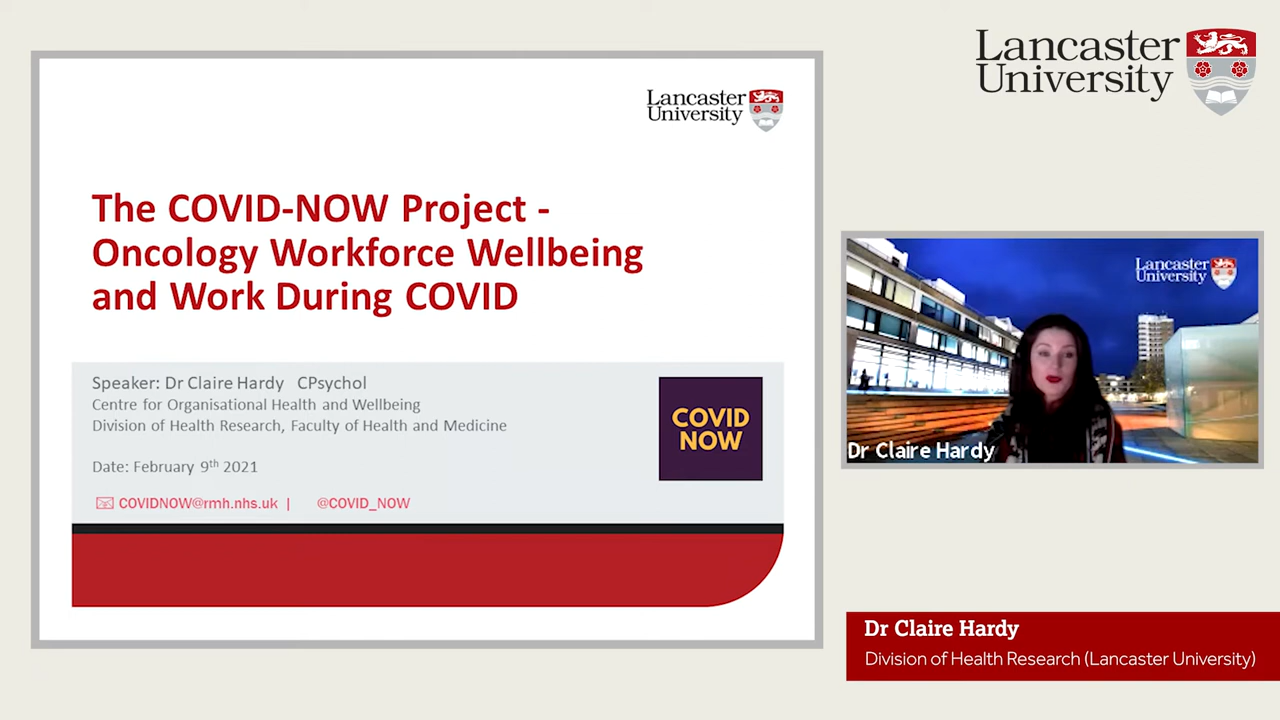 Lancaster
University
The COVID-NOW Project -
Oncology Workforce Wellbeing
and Work During COVID
Speaker: Dr Claire Hardy CPsychol
Centre for Organisational Health and Wellbeing
Division of Health Research, Faculty of Health and Medicine
Date: February 9th 2021
COVIDNOW@rmh.nhs.uk | @COVID_NOW
COVID
NOW
Lancaster
University
Lancaster
University
Dr Claire Hardy
Dr Claire Hardy
Division of Health Research (Lancaster University)